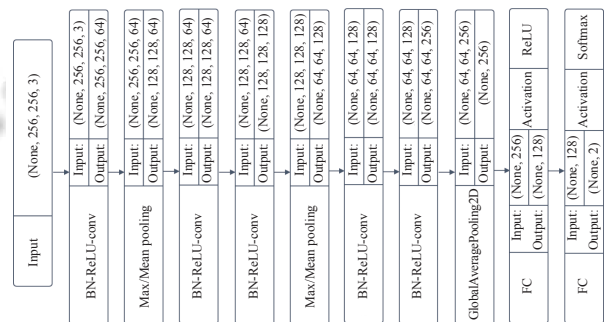 Input
(None, 256, 256, 3)
BN-ReLU-conv
Input: (None, 256, 256, 3)
Output: (None, 256, 256, 64)
Max/Mean pooling
Input: (None, 256, 256, 64)
Output: (None, 128, 128, 64)
BN-ReLU-conv
Input: (None, 128, 128, 64)
Output: (None, 128, 128, 64)
BN-ReLU-conv
Input: (None, 128, 128, 64)
Output: (None, 128, 128, 128)
Max/Mean pooling
Input: (None, 128, 128, 128)
Output: (None, 64, 64, 128)
BN-ReLU-conv
Input: (None, 64, 64, 128)
Output: (None, 64, 64, 128)
BN-ReLU-conv
Input: (None, 64, 64, 128)
Output: (None, 64, 64, 256)
GlobalAveragePooling2D
Input: (None, 64, 64, 256)
Output: (None, 256)
FC
Input: (None, 256)
Output: (None, 128)
Activation
ReLU
FC
Input: (None, 128)
Output: (None, 2)
Activation
Softmax